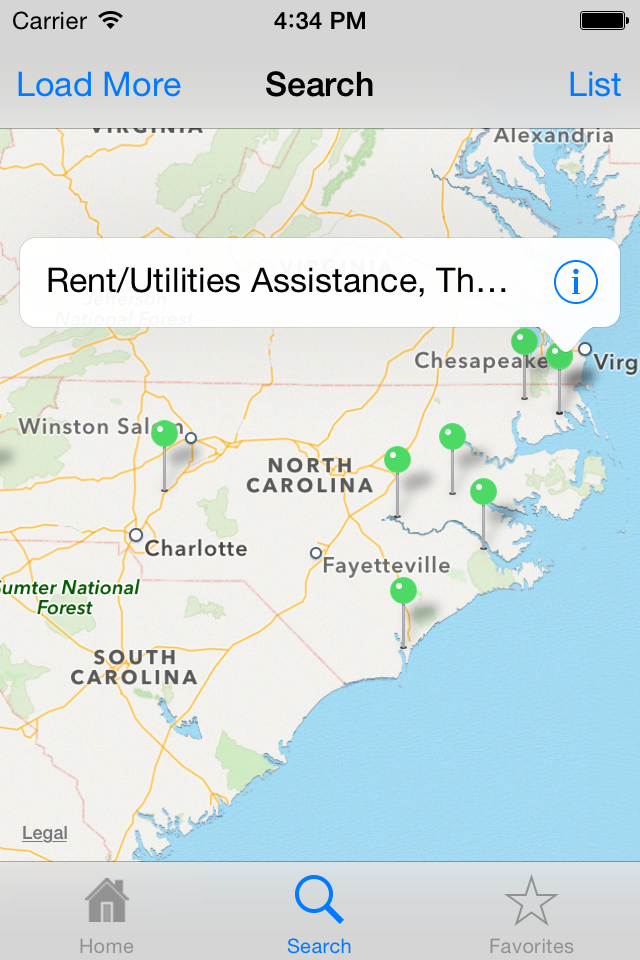 Carrier
4:34 PM
Load More
Search
List
VIRGINIA
Alexandria
VIRGINIA
Rent/Utilities Assistance, Th…
i
Jefferson
National Forest
Chesapeake
Virg
Winston Salem
NORTH
CAROLINA
Charlotte
Fayetteville
Sumter National
Forest
SOUTH
CAROLINA
Legal
Home
Search
Favorites